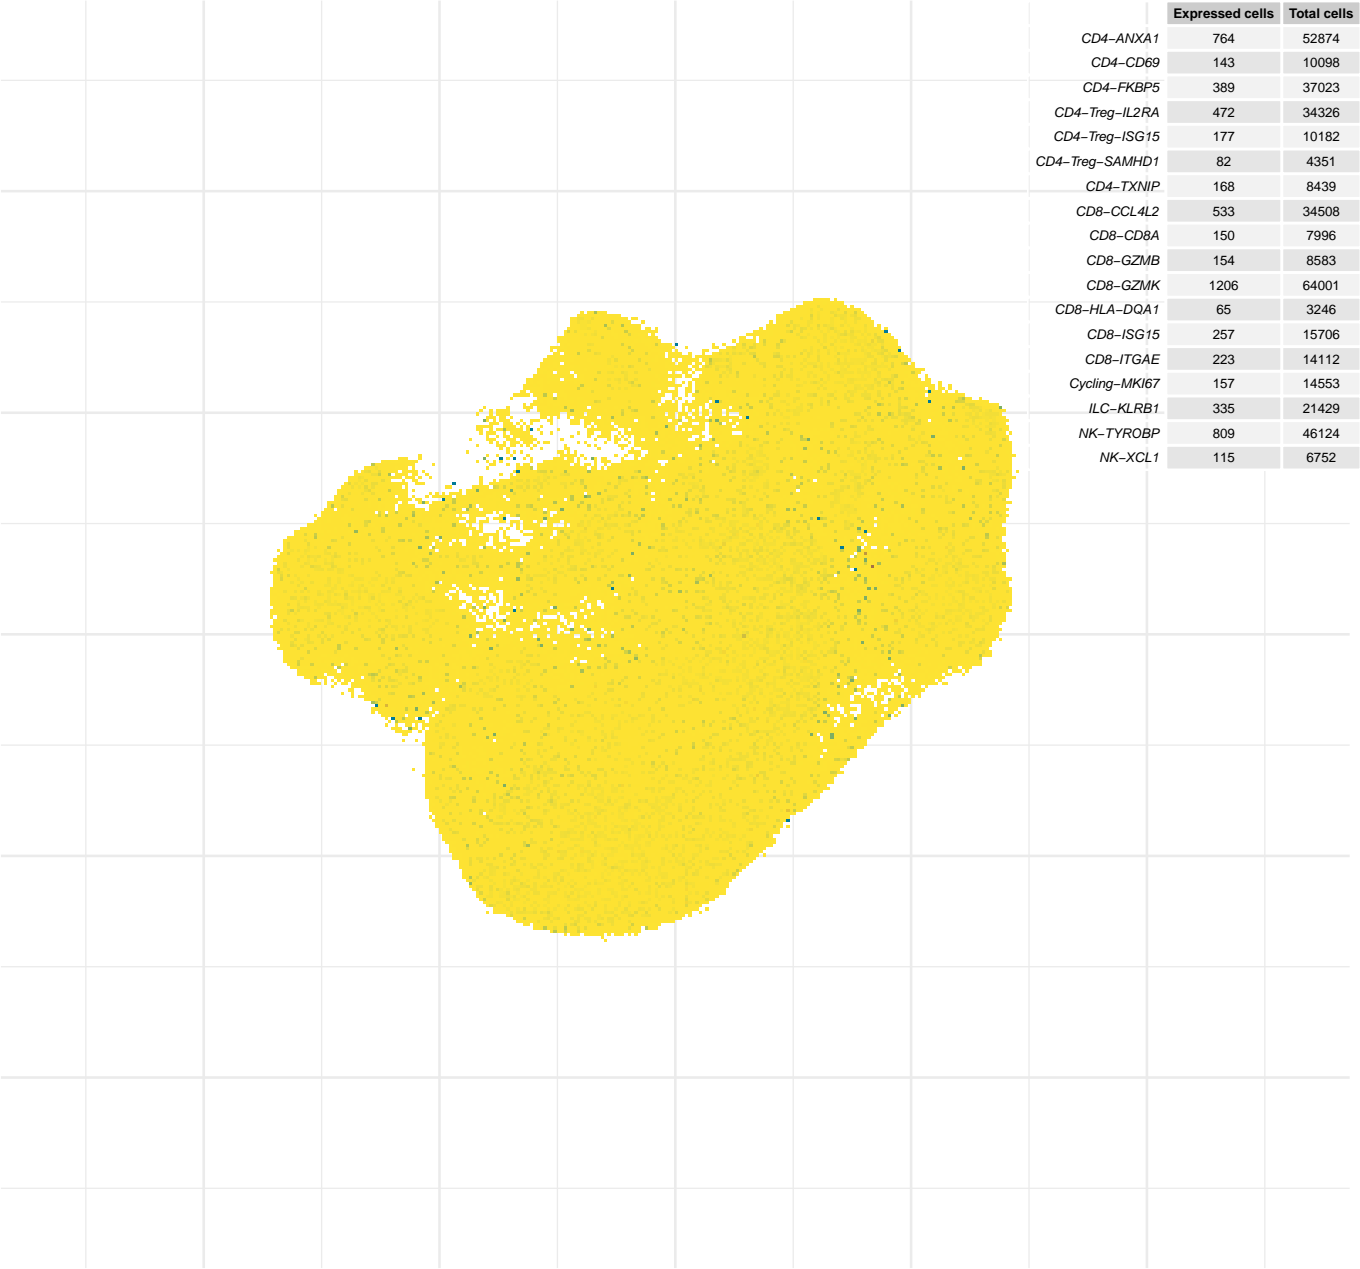 Expressed cells Total cells
CD4−ANXA1 764 52874
CD4−CD69 143 10098
CD4−FKBP5 389 37023
CD4−Treg−IL2RA 472 34326
CD4−Treg−ISG15 177 10182
CD4−Treg−SAMHD1 82 4351
CD4−TXNIP 168 8439
CD8−CCL4L2 533 34508
CD8−CD8A 150 7996
CD8−GZMB 154 8583
CD8−GZMK 1206 64001
CD8−HLA−DQA1 65 3246
CD8−ISG15 257 15706
CD8−ITGAE 223 14112
Cycling−MKI67 157 14553
ILC−KLRB1 335 21429
NK−TYROBP 809 46124
NK−XCL1 115 6752